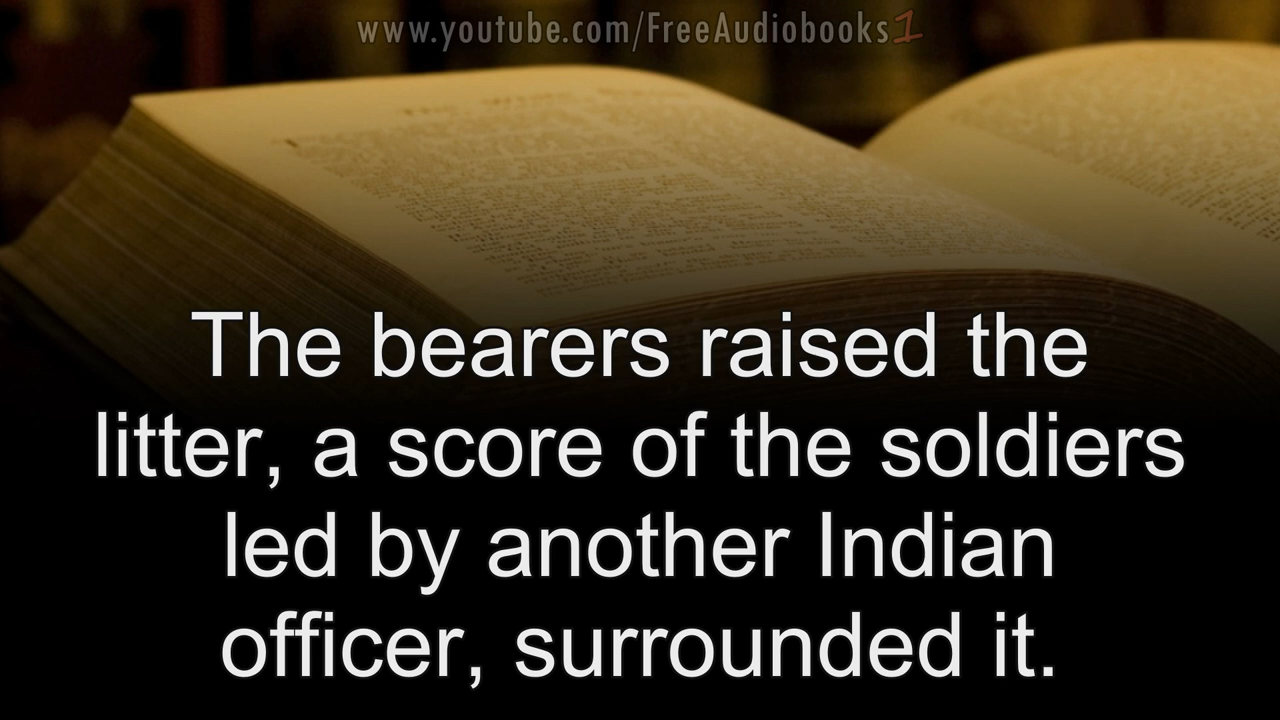 www.youtube.com/FreeAudiobooks1
The bearers raised the
litter, a score of the soldiers
led by another Indian
officer, surrounded it.